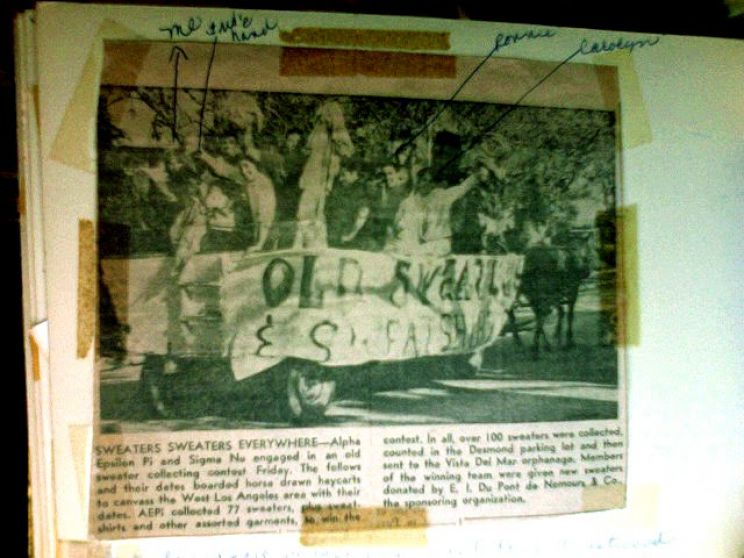 me
hand
Ronnie
Carolyn
OLD SWEATERS
& SWEATSHIRTS
SWEATERS SWEATERS EVERYWHERE—Alpha
Epsilon Pi and Sigma Nu engaged in an old
sweater collecting contest Friday. The fellows
and their dates boarded horse drawn haycarts
to canvass the West Los Angeles area with their
dates. AEPi collected 77 sweaters, plus sweat-
shirts and other assorted garments, to win the
contest. In all, over 100 sweaters were collected,
counted in the Desmond parking lot and then
sent to the Vista Del Mar orphanage. Members
of the winning team were given new sweaters
donated by E. I. Du Pont de Nemours & Co.
the sponsoring organization.